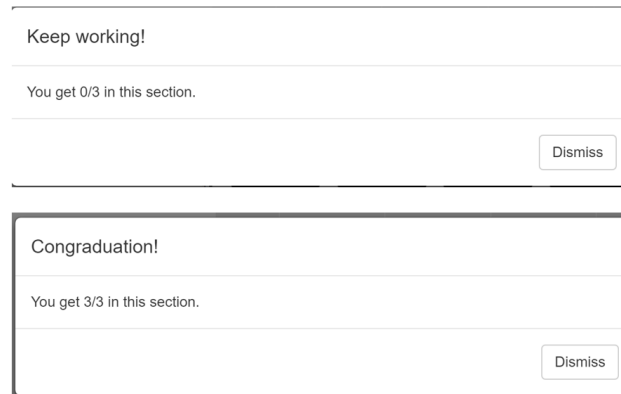 Keep working!
You get 0/3 in this section.
Dismiss
Congraduation!
You get 3/3 in this section.
Dismiss